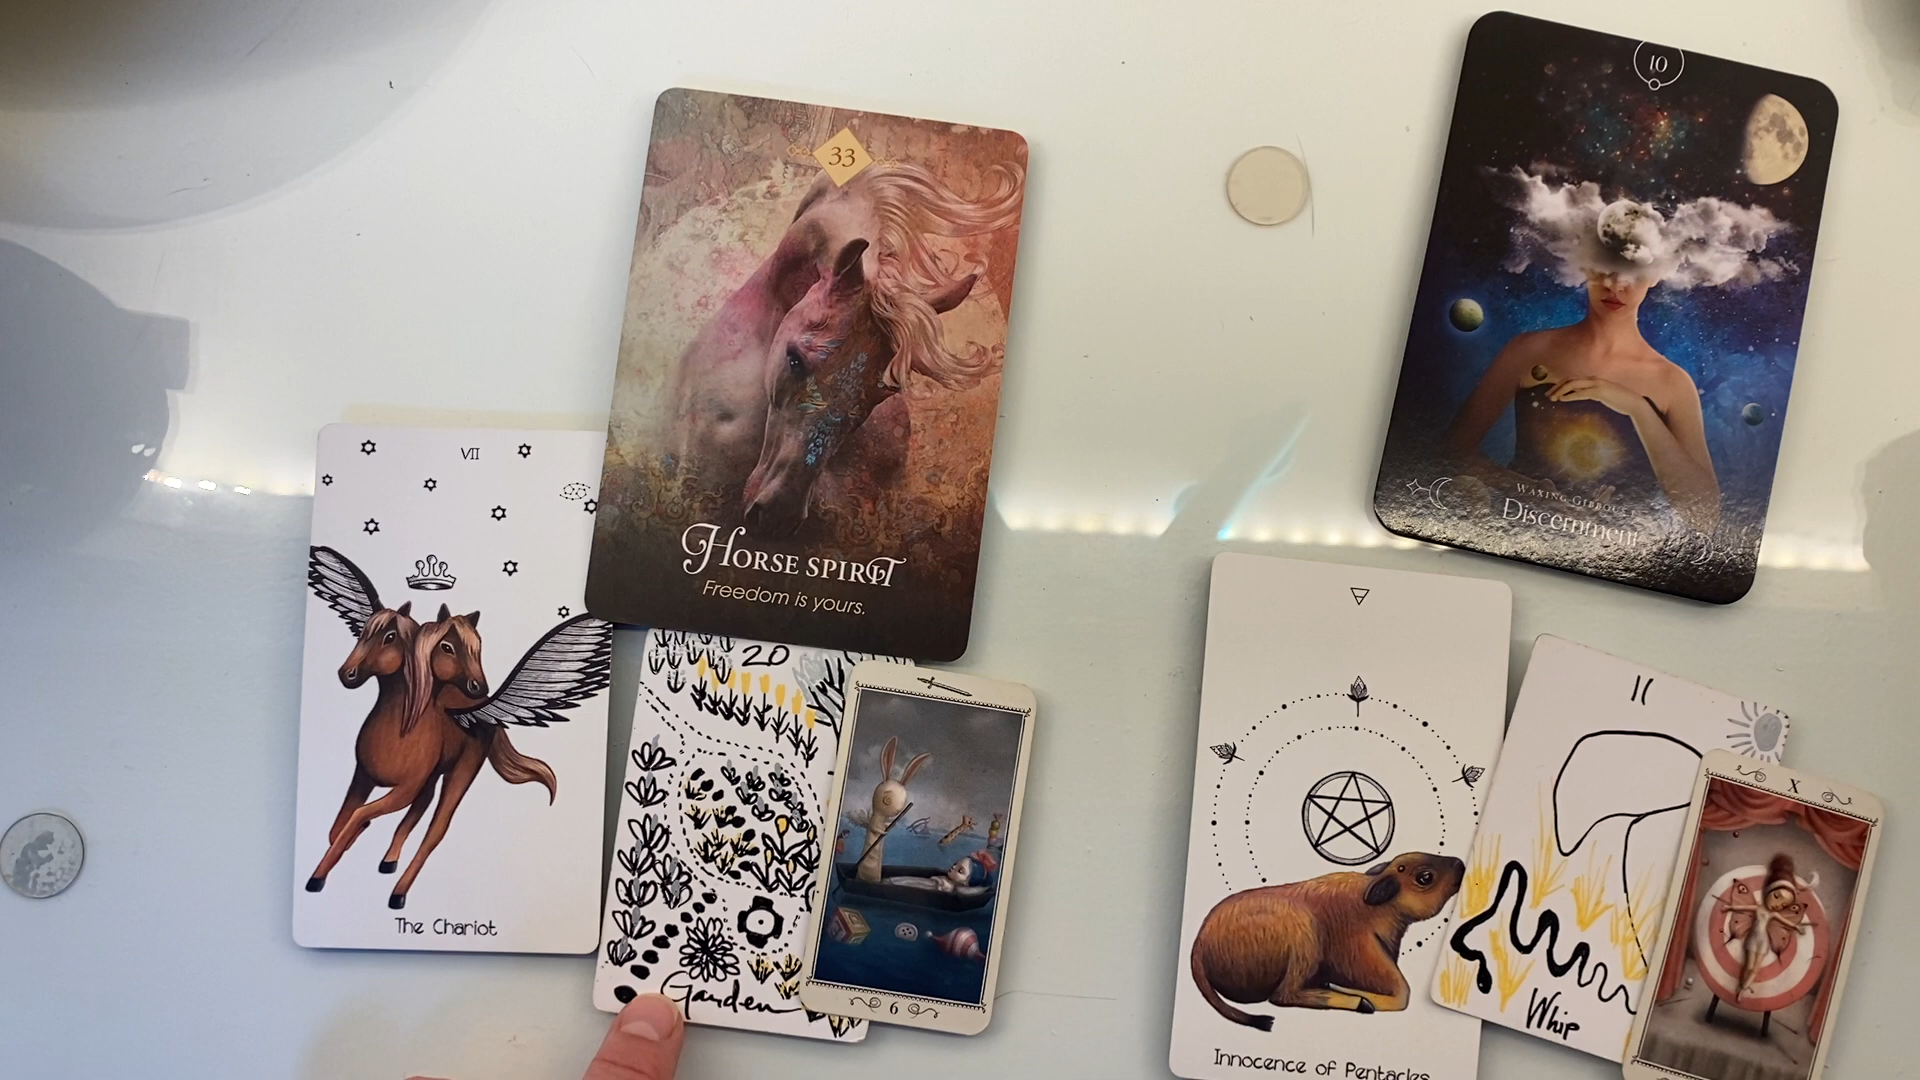 33
HORSE SPIRIT
Freedom is yours.
VII
The Chariot
20
Garden
6
10
WAXING GIBBOUS
Discernment
Innocence of Pentacles
11
Whip
X